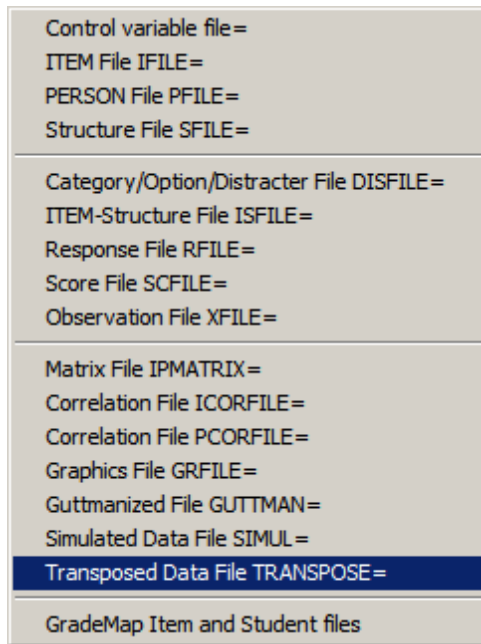 Control variable file=
ITEM File IFILE=
PERSON File PFILE=
Structure File SFILE=
Category/Option/Distracter File DISFILE=
ITEM-Structure File ISFILE=
Response File RFILE=
Score File SCFILE=
Observation File XFILE=
Matrix File IPMATRIX=
Correlation File ICORFILE=
Correlation File PCORFILE=
Graphics File GRFILE=
Guttmanized File GUTTMAN=
Simulated Data File SIMUL=
Transposed Data File TRANSPOSE=
GradeMap Item and Student files